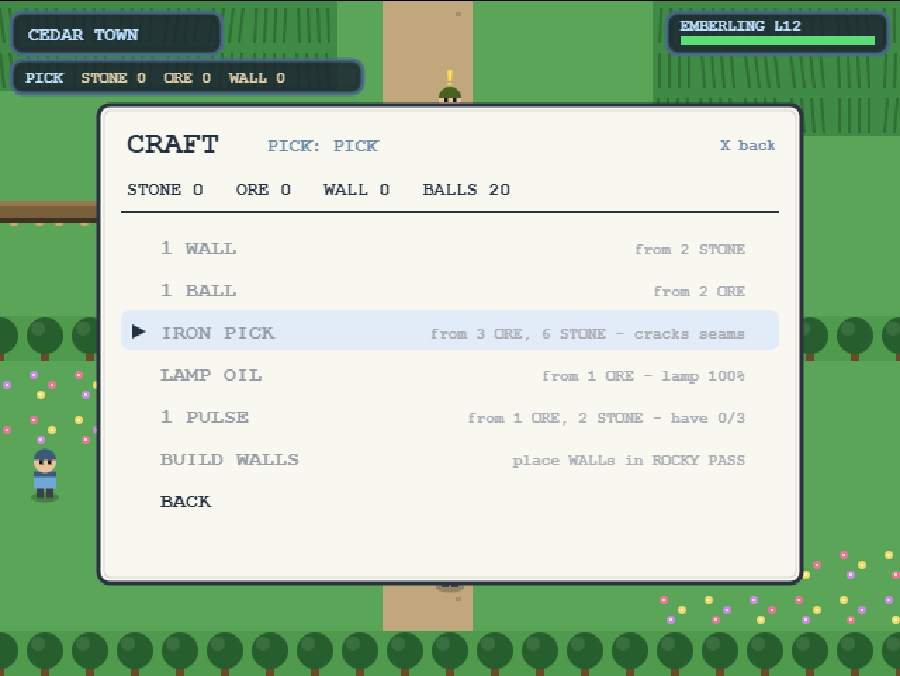 CEDAR TOWN
EMBERLING L12
PICK STONE 0 ORE 0 WALL 0
!
CRAFT PICK: PICK X back
STONE 0 ORE 0 WALL 0 BALLS 20
1 WALL from 2 STONE
1 BALL from 2 ORE
IRON PICK from 3 ORE, 6 STONE - cracks seams
LAMP OIL from 1 ORE - lamp 100%
1 PULSE from 1 ORE, 2 STONE - have 0/3
BUILD WALLS place WALLs in ROCKY PASS
BACK